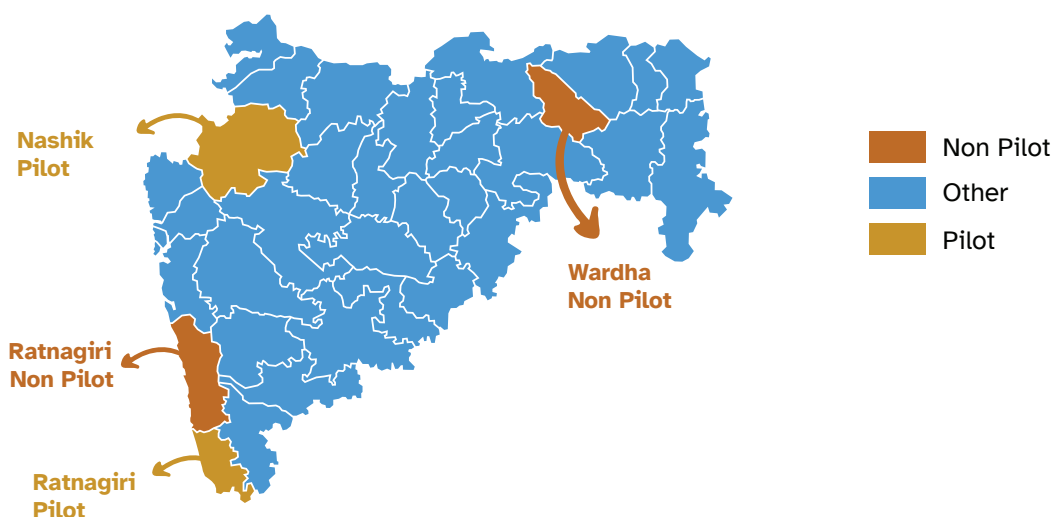 Nashik
Pilot
Non Pilot
Other
Pilot
Wardha
Non Pilot
Ratnagiri
Non Pilot
Ratnagiri
Pilot